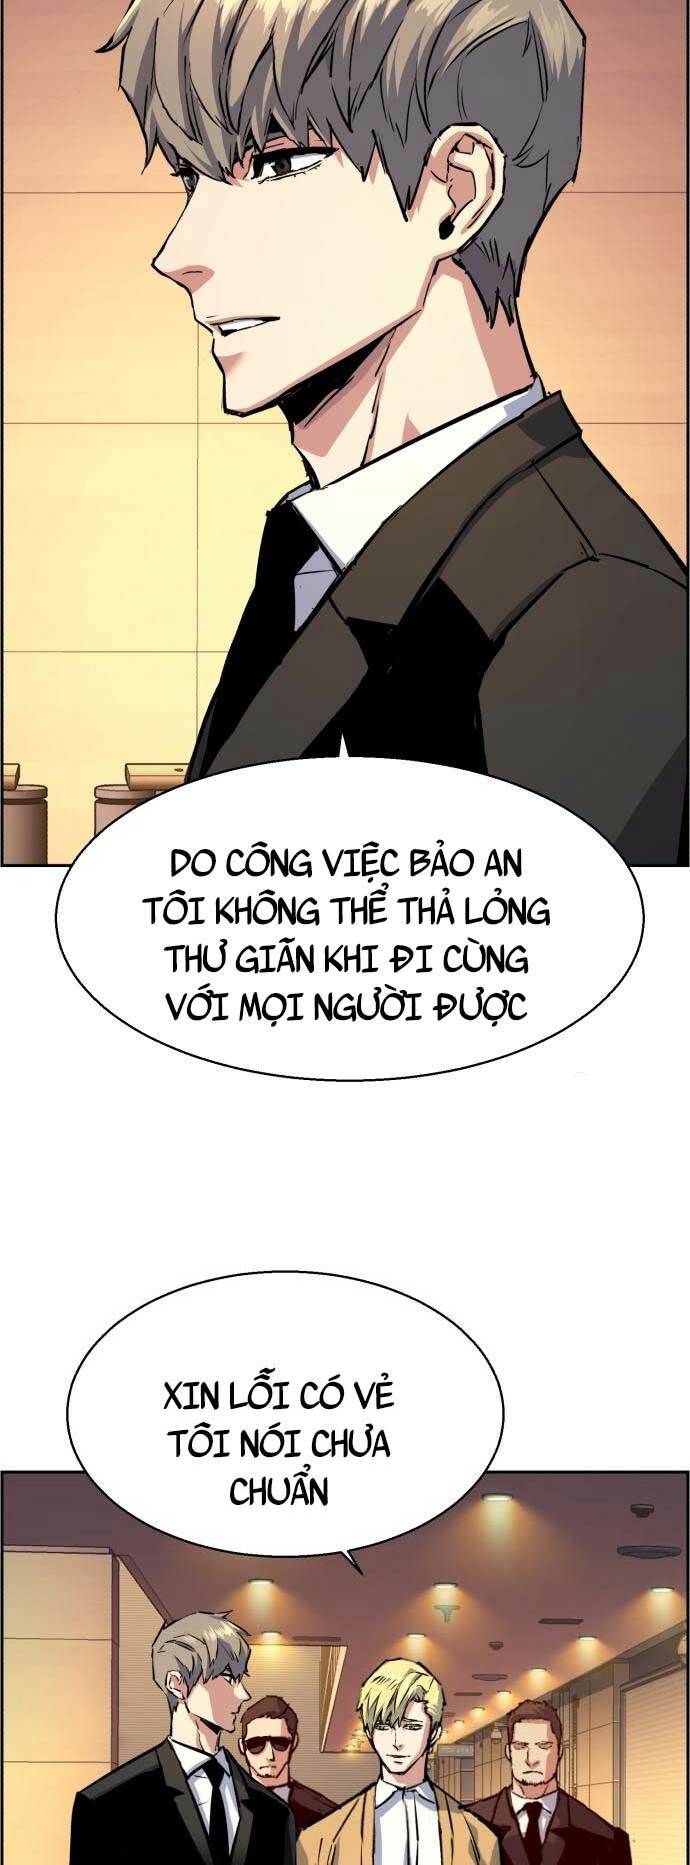 DO CÔNG VIỆC BẢO AN
TÔI KHÔNG THỂ THẢ LỎNG
THƯ GIÃN KHI ĐI CÙNG
VỚI MỌI NGƯỜI ĐƯỢC
XIN LỖI CÓ VẺ
TÔI NÓI CHƯA
CHUẨN